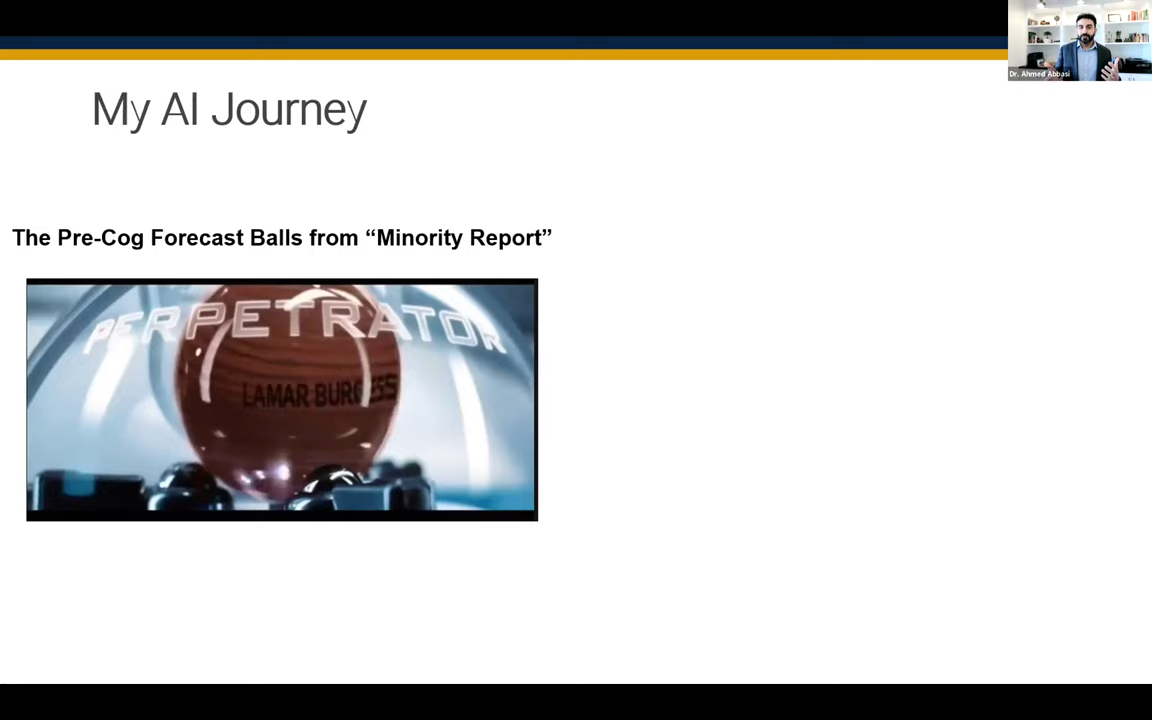 Dr. Ahmed Abbasi
My AI Journey
The Pre-Cog Forecast Balls from “Minority Report”
PERPETRATOR
LAMAR BURGESS